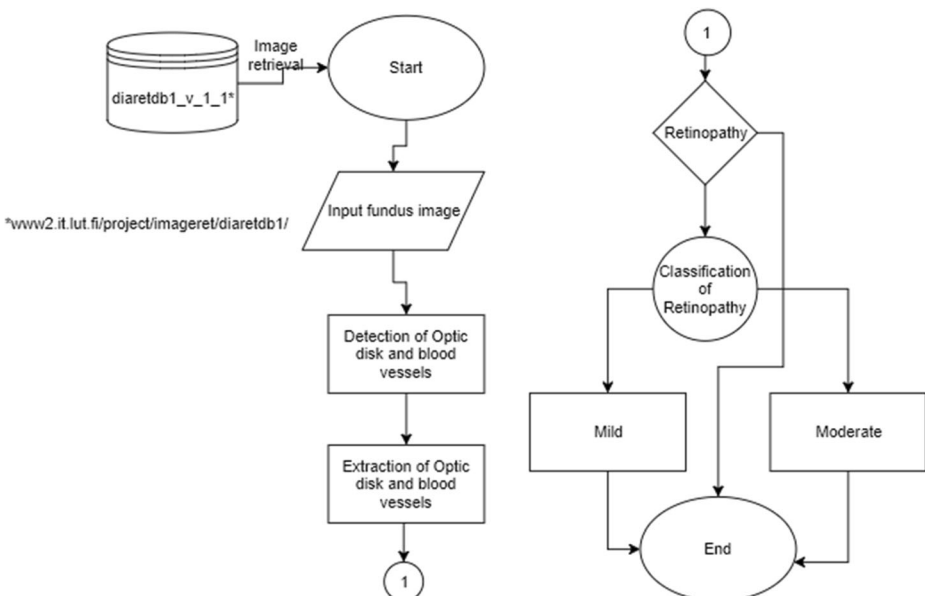 Image
retrieval
diaretdb1_v_1_1*
Start
*www2.it.lut.fi/project/imageret/diaretdb1/
Input fundus image
Detection of Optic
disk and blood
vessels
Extraction of Optic
disk and blood
vessels
1
1
Retinopathy
Classification
of
Retinopathy
Mild
Moderate
End